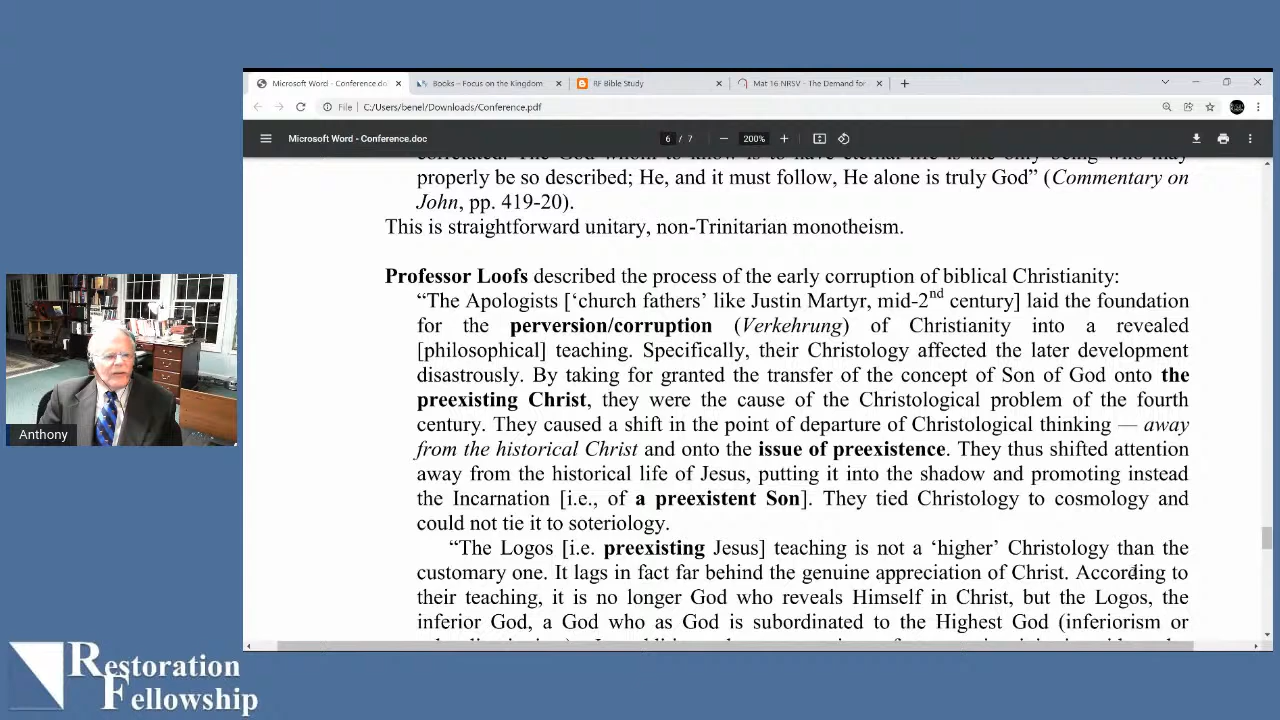 Microsoft Word - Conference.do
Books – Focus on the Kingdom
RF Bible Study
Mat 16 NRSV - The Demand for
File
C:/Users/benel/Downloads/Conference.pdf
Microsoft Word - Conference.doc
6 / 7
200%
properly be so described; He, and it must follow, He alone is truly God” (Commentary on
John, pp. 419-20).
This is straightforward unitary, non-Trinitarian monotheism.
Professor Loofs described the process of the early corruption of biblical Christianity:
“The Apologists [‘church fathers’ like Justin Martyr, mid-2nd century] laid the foundation
for the perversion/corruption (Verkehrung) of Christianity into a revealed
[philosophical] teaching. Specifically, their Christology affected the later development
disastrously. By taking for granted the transfer of the concept of Son of God onto the
preexisting Christ, they were the cause of the Christological problem of the fourth
century. They caused a shift in the point of departure of Christological thinking — away
from the historical Christ and onto the issue of preexistence. They thus shifted attention
away from the historical life of Jesus, putting it into the shadow and promoting instead
the Incarnation [i.e., of a preexistent Son]. They tied Christology to cosmology and
could not tie it to soteriology.
“The Logos [i.e. preexisting Jesus] teaching is not a ‘higher’ Christology than the
customary one. It lags in fact far behind the genuine appreciation of Christ. According to
their teaching, it is no longer God who reveals Himself in Christ, but the Logos, the
inferior God, a God who as God is subordinated to the Highest God (inferiorism or
Anthony
Restoration
Fellowship